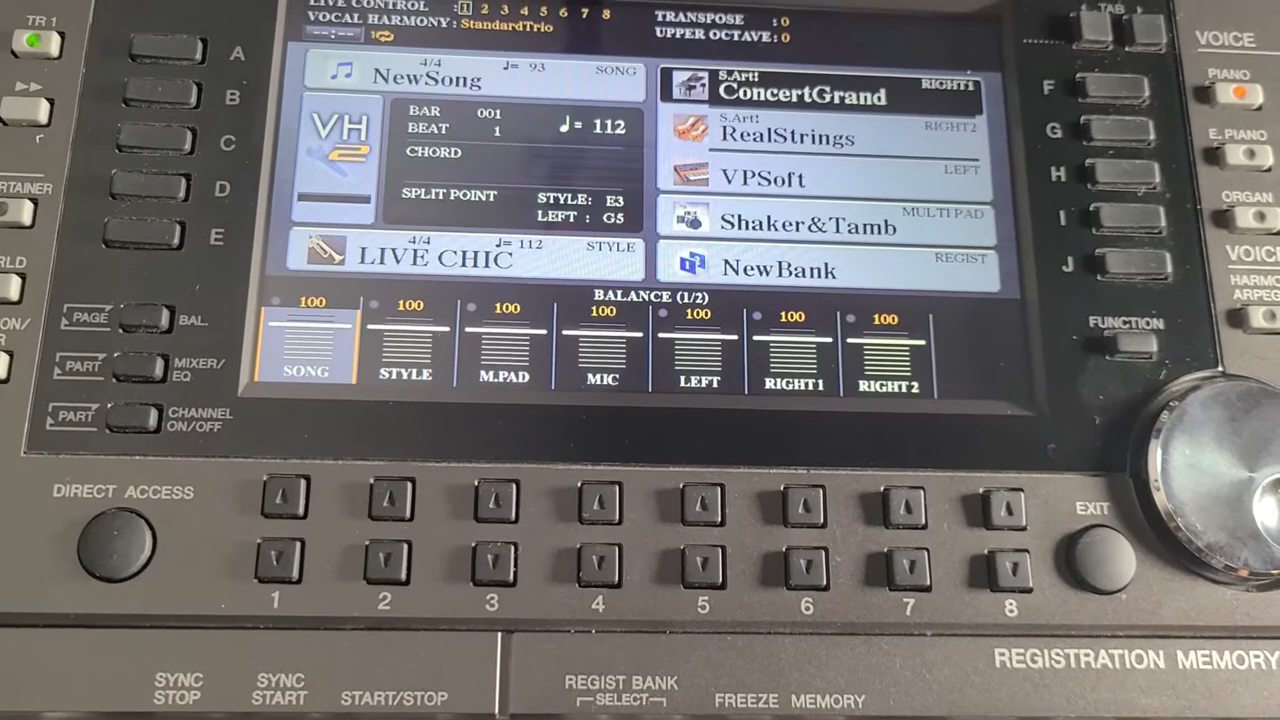 LIVE CONTROL :1 2 3 4 5 6 7 8
VOCAL HARMONY : StandardTrio
--:--
TRANSPOSE : 0
UPPER OCTAVE : 0
4/4 ♩= 93 SONG
NewSong
VH
2
BAR 001
BEAT 1
♩= 112
CHORD
SPLIT POINT STYLE: E3
LEFT : G5
4/4 ♩= 112 STYLE
LIVE CHIC
S.Art! RIGHT1
ConcertGrand
S.Art! RIGHT2
RealStrings
LEFT
VPSoft
MULTI PAD
Shaker&Tamb
REGIST
NewBank
BALANCE (1/2)
100 100 100 100 100 100 100
SONG STYLE M.PAD MIC LEFT RIGHT1 RIGHT2
TR 1
A
B
C
D
E
PAGE BAL.
PART MIXER/
EQ
PART CHANNEL
ON/OFF
TAB
F
G
H
I
J
FUNCTION
VOICE
PIANO
E. PIANO
ORGAN
DIRECT ACCESS
EXIT
1 2 3 4 5 6 7 8
SYNC
STOP
SYNC
START
START/STOP
REGIST BANK
SELECT
FREEZE MEMORY
REGISTRATION MEMORY